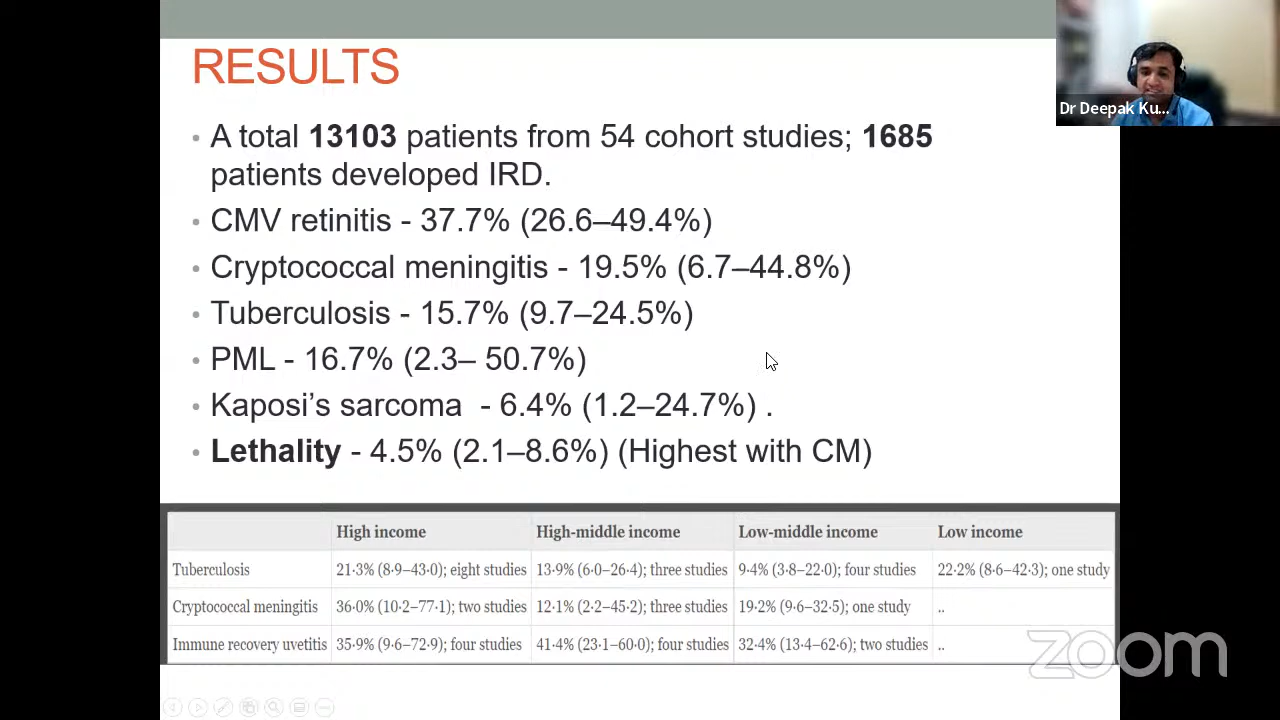 RESULTS
Dr Deepak Ku...
• A total 13103 patients from 54 cohort studies; 1685
patients developed IRD.
• CMV retinitis - 37.7% (26.6–49.4%)
• Cryptococcal meningitis - 19.5% (6.7–44.8%)
• Tuberculosis - 15.7% (9.7–24.5%)
• PML - 16.7% (2.3– 50.7%)
• Kaposi’s sarcoma - 6.4% (1.2–24.7%) .
• Lethality - 4.5% (2.1–8.6%) (Highest with CM)
High income High-middle income Low-middle income Low income
Tuberculosis 21·3% (8·9–43·0); eight studies 13·9% (6·0–26·4); three studies 9·4% (3·8–22·0); four studies 22·2% (8·6–42·3); one study
Cryptococcal meningitis 36·0% (10·2–77·1); two studies 12·1% (2·2–45·2); three studies 19·2% (9·6–32·5); one study ..
Immune recovery uvetitis 35·9% (9·6–72·9); four studies 41·4% (23·1–60·0); four studies 32·4% (13·4–62·6); two studies ..
zoom